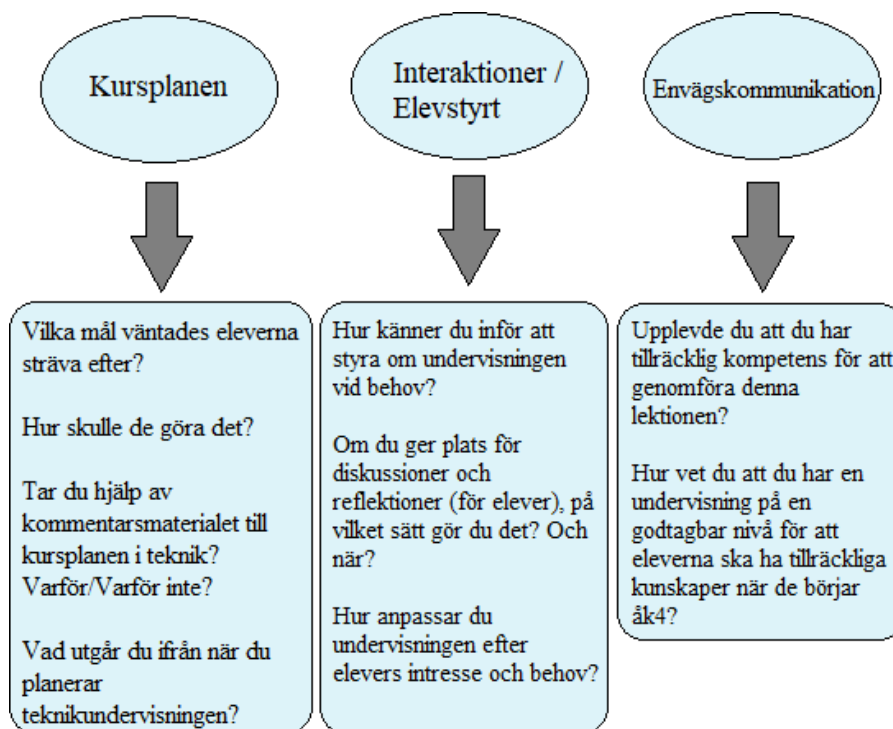 Kursplanen
Interaktioner /
Elevstyrt
Envägskommunikation
Vilka mål väntades eleverna
sträva efter?
Hur skulle de göra det?
Tar du hjälp av
kommentarsmaterialet till
kursplanen i teknik?
Varför/Varför inte?
Vad utgår du ifrån när du
planerar
teknikundervisningen?
Hur känner du inför att
styra om undervisningen
vid behov?
Om du ger plats för
diskussioner och
reflektioner (för elever), på
vilket sätt gör du det? Och
när?
Hur anpassar du
undervisningen efter
elevers intresse och behov?
Upplevde du att du har
tillräcklig kompetens för att
genomföra denna
lektionen?
Hur vet du att du har en
undervisning på en
godtagbar nivå för att
eleverna ska ha tillräckliga
kunskaper när de börjar
åk4?